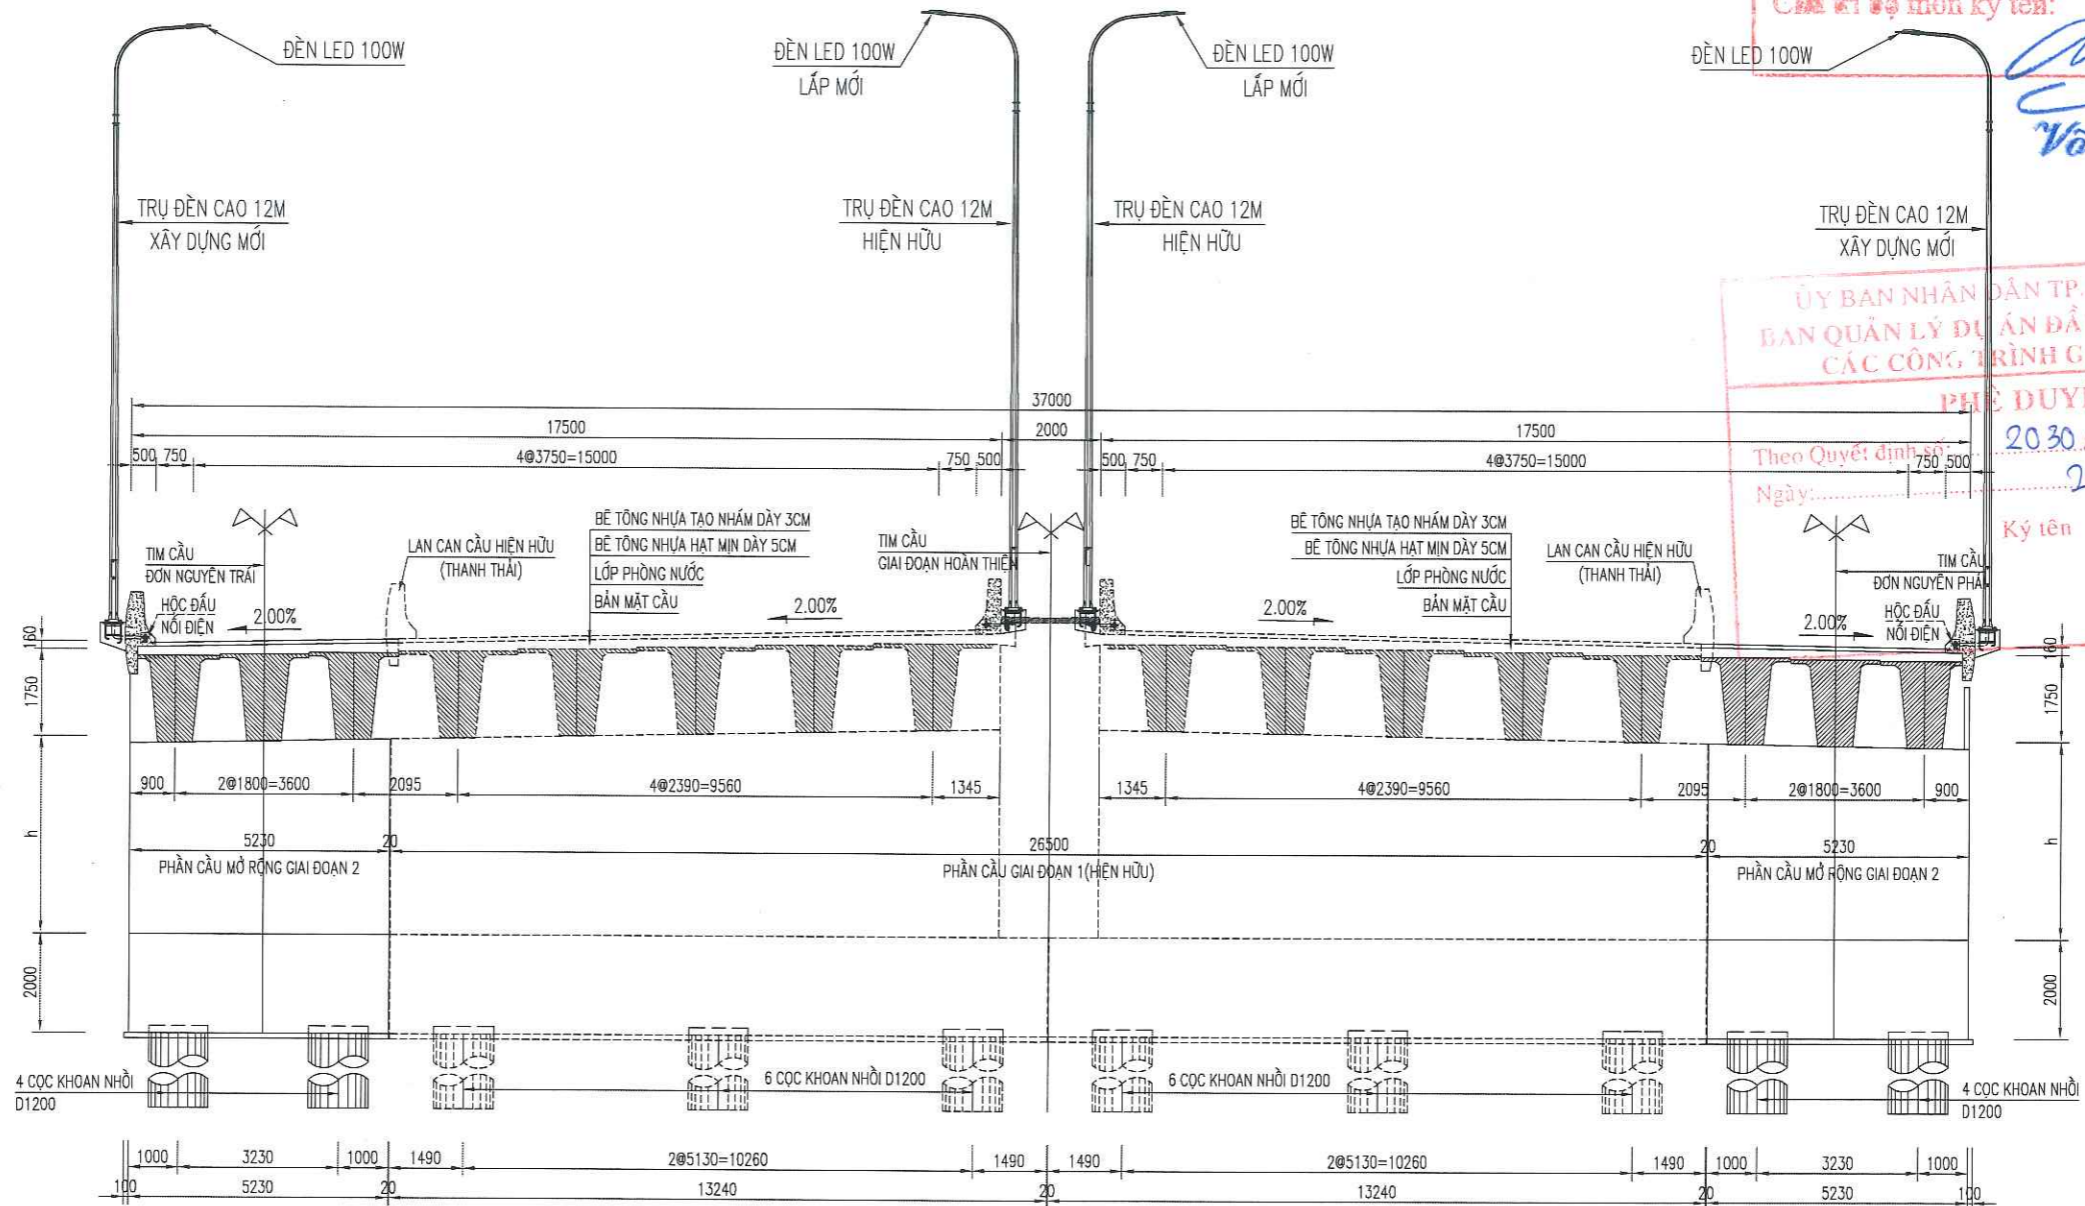 Cán bộ môn ký tên:
ĐÈN LED 100W
ĐÈN LED 100W
LẮP MỚI
ĐÈN LED 100W
LẮP MỚI
ĐÈN LED 100W
TRỤ ĐÈN CAO 12M
XÂY DỰNG MỚI
TRỤ ĐÈN CAO 12M
HIỆN HỮU
TRỤ ĐÈN CAO 12M
HIỆN HỮU
TRỤ ĐÈN CAO 12M
XÂY DỰNG MỚI
ỦY BAN NHÂN DÂN TP.
BAN QUẢN LÝ DỰ ÁN ĐẦ
CÁC CÔNG TRÌNH G
PHÊ DUY
Theo Quyết định số: 2030
Ngày: 2
Ký tên
37000
17500 2000 17500
500 750 4@3750=15000 750 500 500 750 4@3750=15000 750 500
BÊ TÔNG NHỰA TẠO NHÁM DÀY 3CM
BÊ TÔNG NHỰA HẠT MỊN DÀY 5CM
LỚP PHÒNG NƯỚC
BẢN MẶT CẦU
BÊ TÔNG NHỰA TẠO NHÁM DÀY 3CM
BÊ TÔNG NHỰA HẠT MỊN DÀY 5CM
LỚP PHÒNG NƯỚC
BẢN MẶT CẦU
TIM CẦU
ĐƠN NGUYÊN TRÁI
LAN CAN CẦU HIỆN HỮU
(THANH THẢI)
TIM CẦU
GIAI ĐOẠN HOÀN THIỆN
LAN CAN CẦU HIỆN HỮU
(THANH THẢI)
TIM CẦU
ĐƠN NGUYÊN PHẢI
HỘC ĐẤU
NỐI ĐIỆN
2.00%
2.00%
2.00%
2.00%
HỘC ĐẤU
NỐI ĐIỆN
160
1750
h
2000
160
1750
h
2000
900 2@1800=3600 2095 4@2390=9560 1345 1345 4@2390=9560 2095 2@1800=3600 900
5230 20 26500 20 5230
PHẦN CẦU MỞ RỘNG GIAI ĐOẠN 2
PHẦN CẦU GIAI ĐOẠN 1(HIỆN HỮU)
PHẦN CẦU MỞ RỘNG GIAI ĐOẠN 2
4 CỌC KHOAN NHỒI
D1200
6 CỌC KHOAN NHỒI D1200
6 CỌC KHOAN NHỒI D1200
4 CỌC KHOAN NHỒI
D1200
1000 3230 1000 1490 2@5130=10260 1490 1490 2@5130=10260 1490 1000 3230 1000
100 5230 20 13240 20 13240 20 5230 100